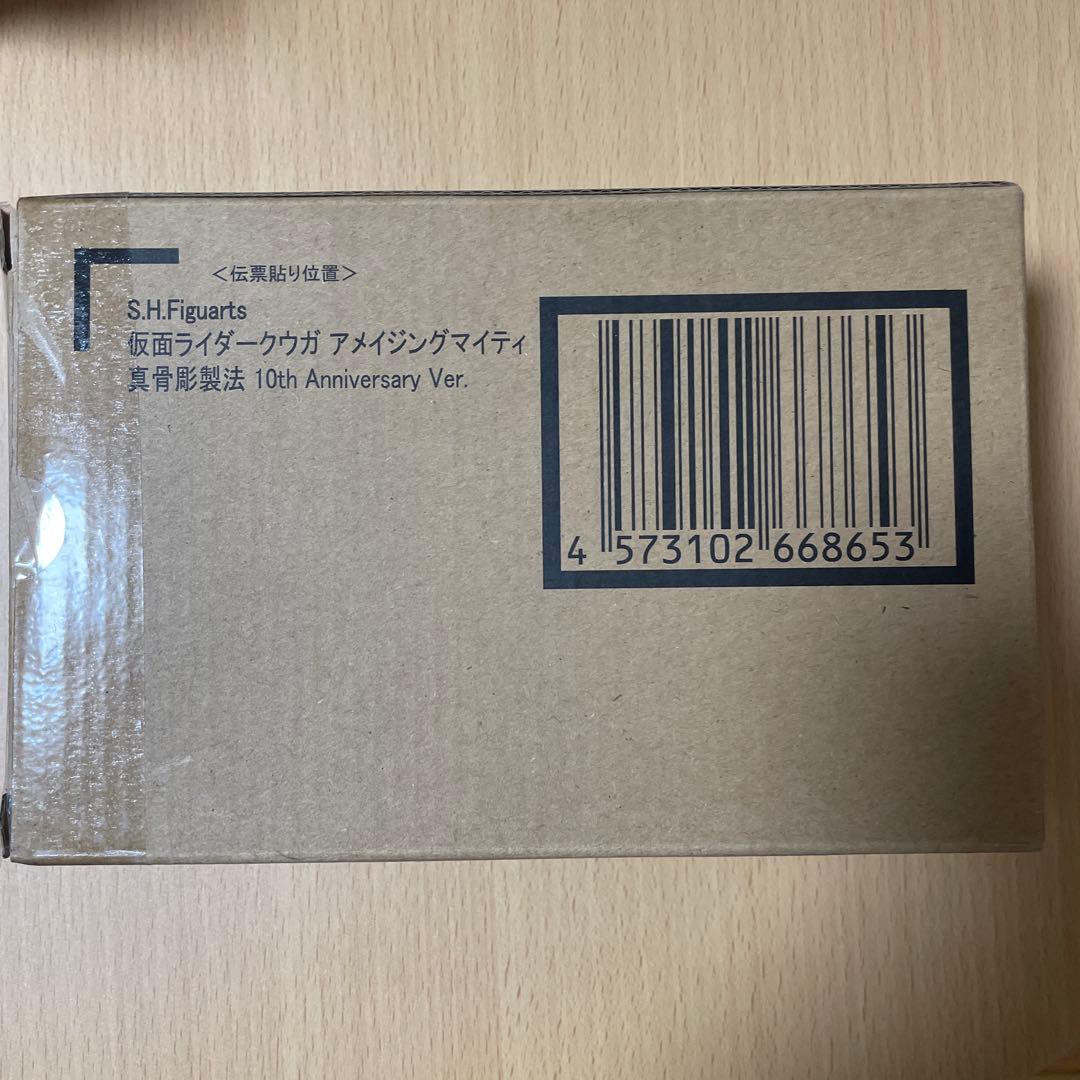 ＜伝票貼り位置＞
S.H.Figuarts
仮面ライダークウガ アメイジングマイティ
真骨彫製法 10th Anniversary Ver.
4 573102 668653